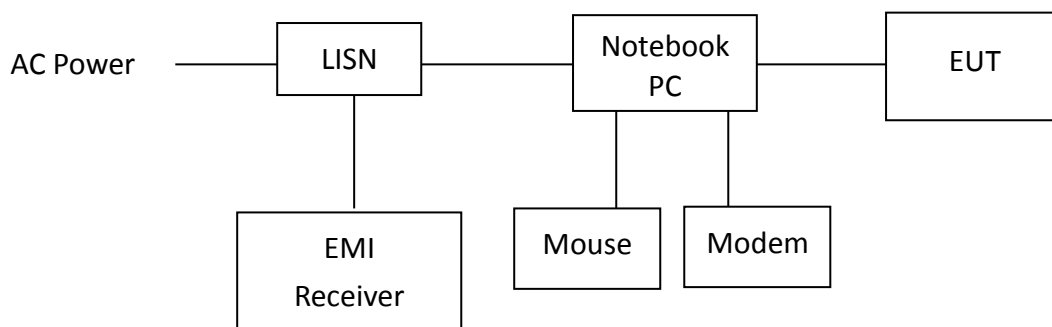 AC Power
LISN
Notebook
PC
EUT
EMI
Receiver
Mouse
Modem